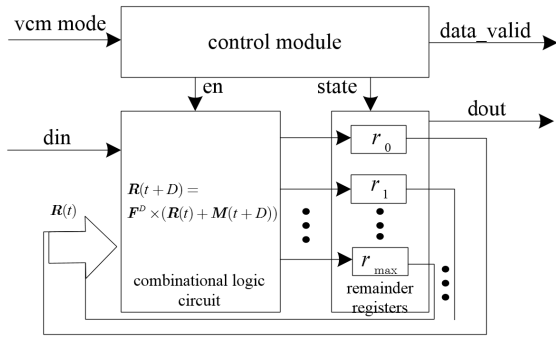 vcm mode
control module
data_valid
en
state
dout
din
r_0
R(t+D) =
F^D×(R(t)+M(t+D))
r_1
R(t)
r_max
combinational logic
circuit
remainder
registers